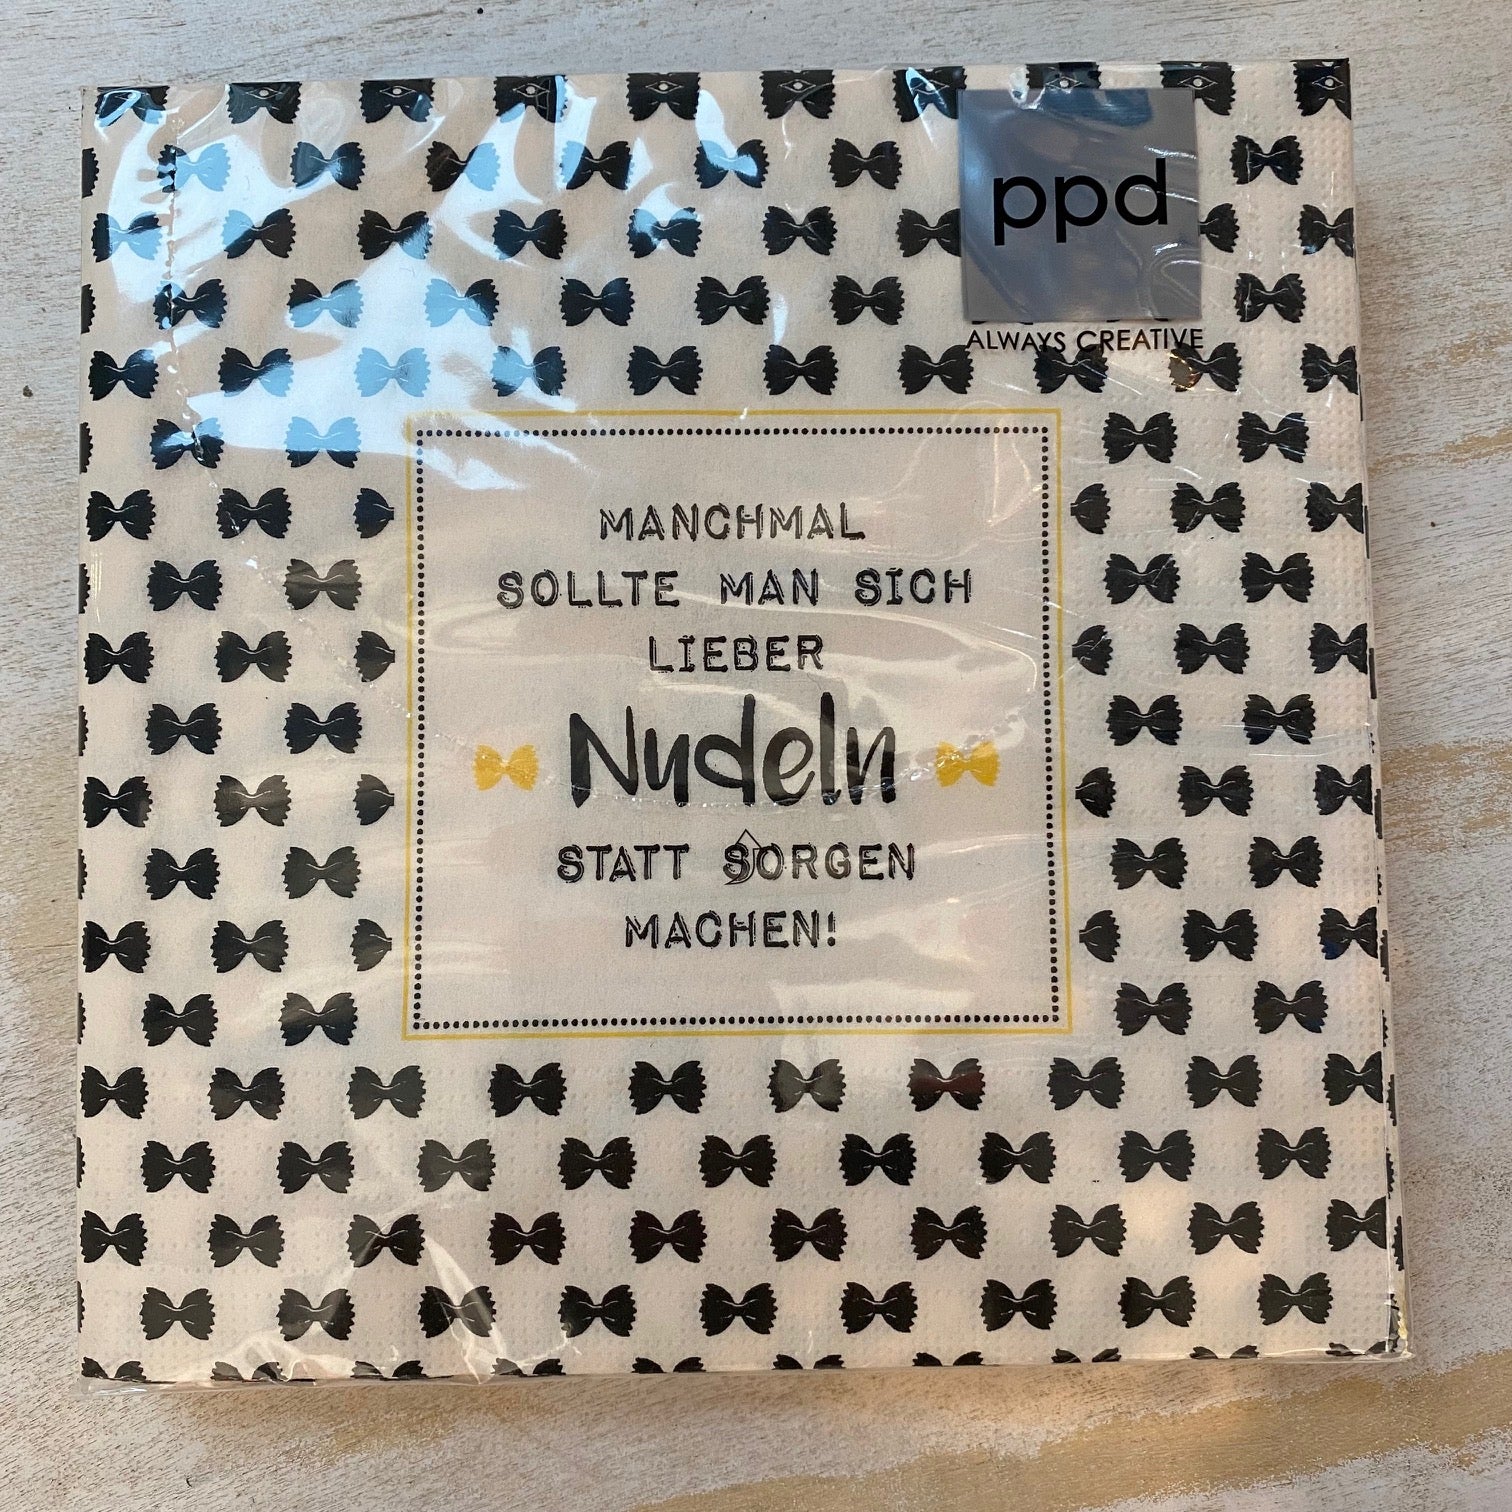 ppd
ALWAYS CREATIVE
MANCHMAL
SOLLTE MAN SICH
LIEBER
Nudeln
STATT SORGEN
MACHEN!